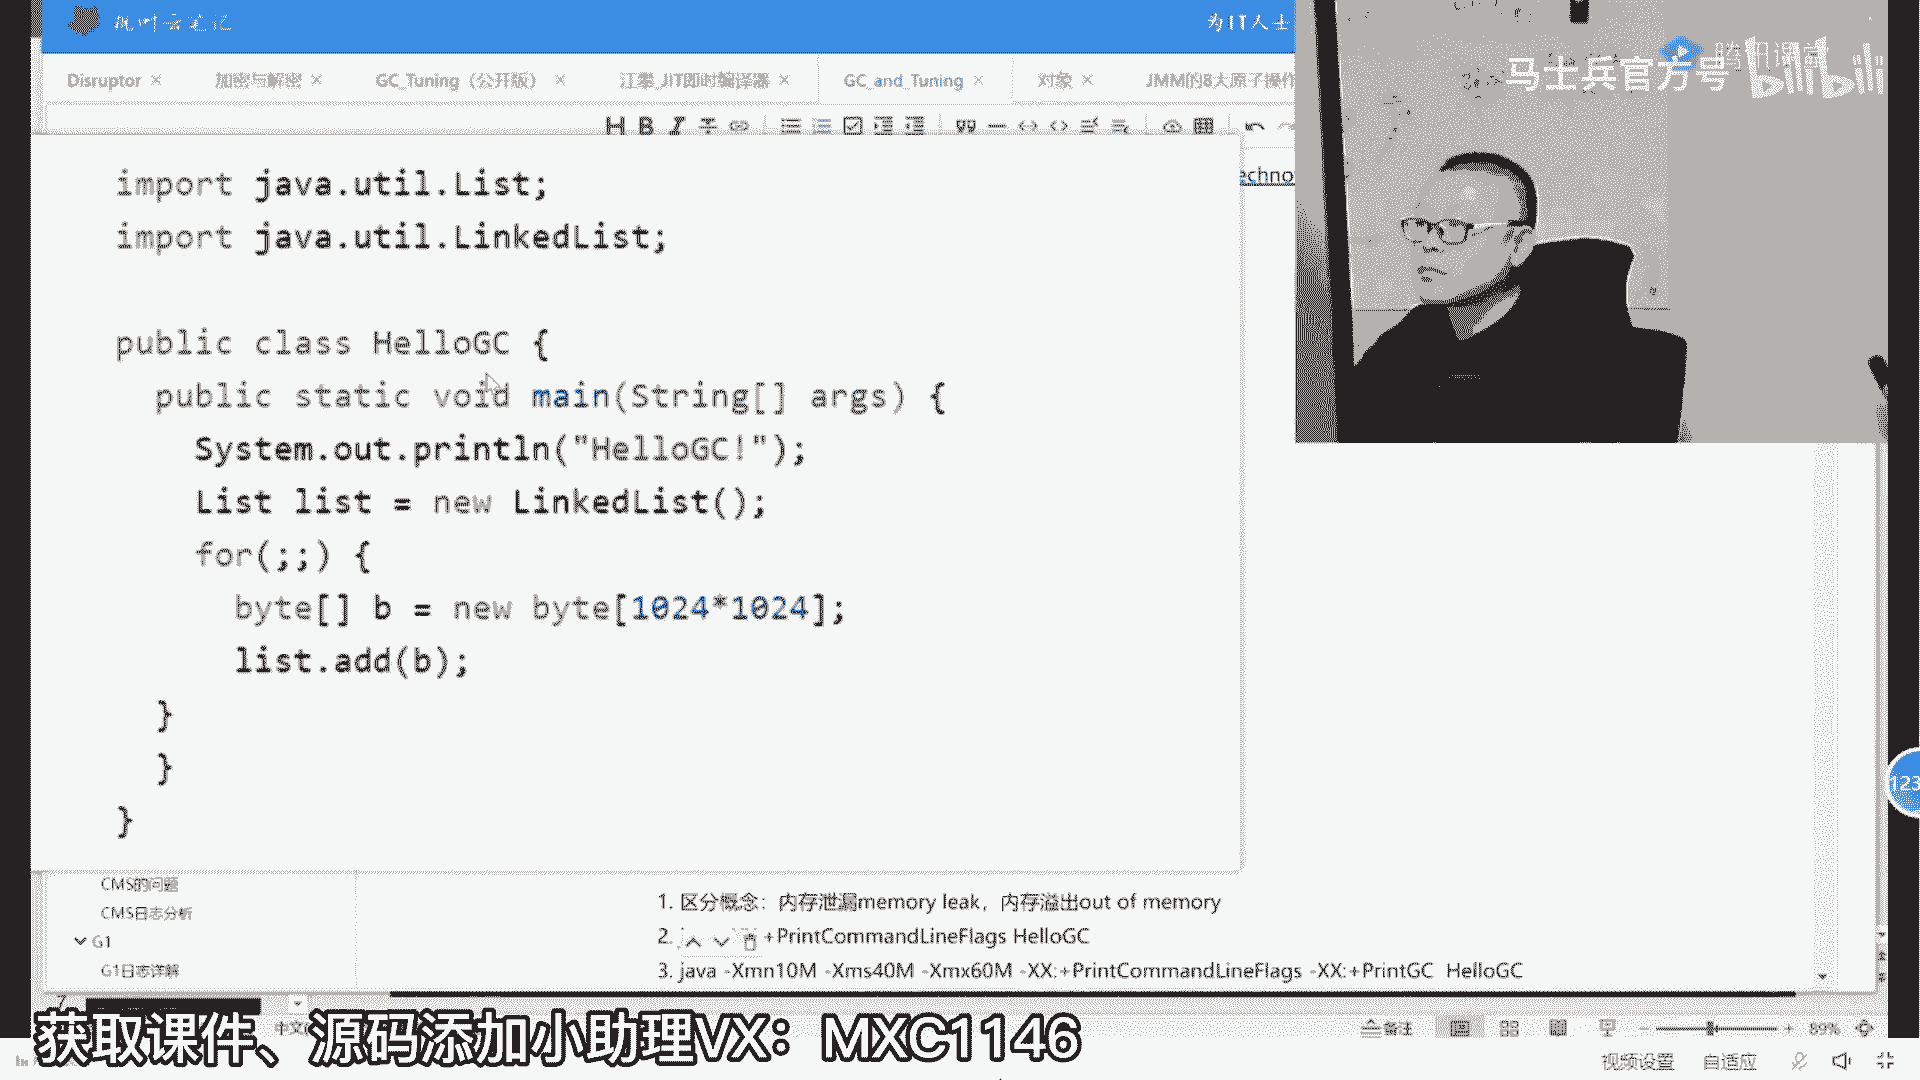 为IT人士
Disruptor ×
加密与解密 ×
GC_Tuning（公开版） ×
江攀_JIT即时编译器 ×
GC_and_Tuning ×
对象 ×
JMM的8大原子操作
马士兵官方号
bilibili
腾讯课堂
echno
import java.util.List;
import java.util.LinkedList;
public class HelloGC {
public static void main(String[] args) {
System.out.println("HelloGC!");
List list = new LinkedList();
for(;;) {
byte[] b = new byte[1024*1024];
list.add(b);
}
}
}
123
CMS的问题
CMS日志分析
G1
G1日志详解
1. 区分概念：内存泄漏memory leak，内存溢出out of memory
2. +PrintCommandLineFlags HelloGC
3. java -Xmn10M -Xms40M -Xmx60M -XX:+PrintCommandLineFlags -XX:+PrintGC HelloGC
7
中文(
备注
89%
获取课件、源码添加小助理VX：MXC1146
视频设置
自适应